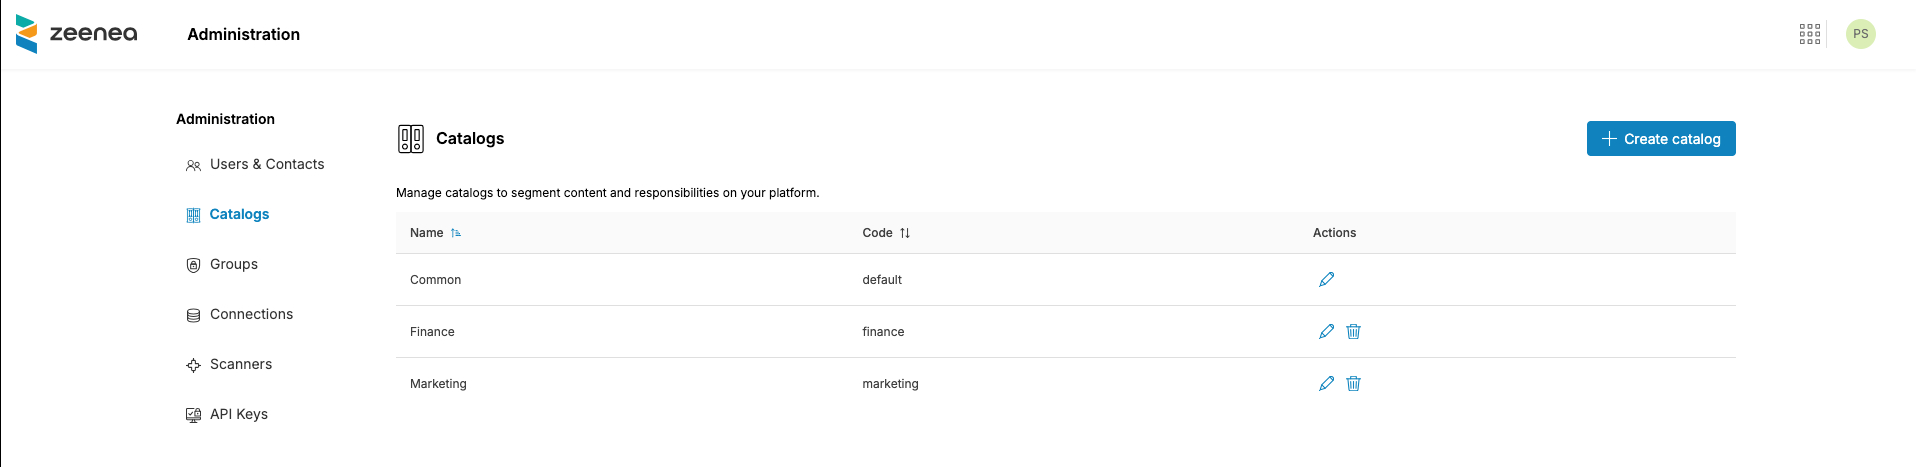 zeenea
Administration
PS
Administration
Users & Contacts
Catalogs
Groups
Connections
Scanners
API Keys
Catalogs
Create catalog
Manage catalogs to segment content and responsibilities on your platform.
Name Code Actions
Common default
Finance finance
Marketing marketing